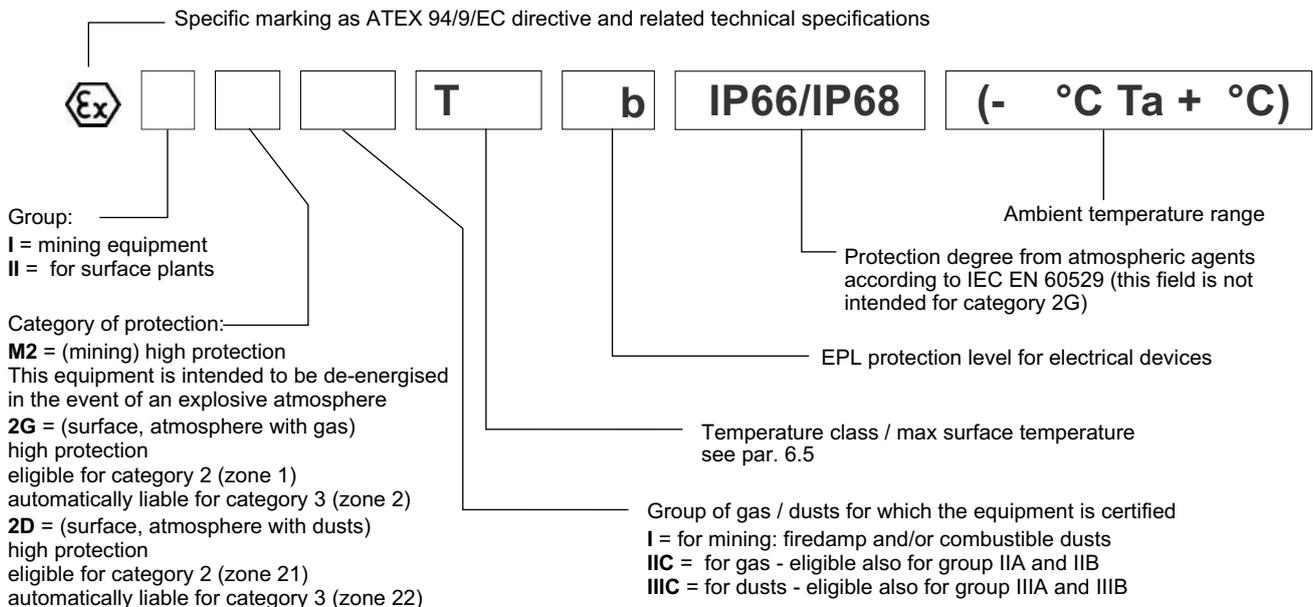 Specific marking as ATEX 94/9/EC directive and related technical specifications
Ex T b IP66/IP68 (- °C Ta + °C)
Group:
I = mining equipment
II = for surface plants
Ambient temperature range
Protection degree from atmospheric agents
according to IEC EN 60529 (this field is not
intended for category 2G)
Category of protection:
M2 = (mining) high protection
This equipment is intended to be de-energised
in the event of an explosive atmosphere
2G = (surface, atmosphere with gas)
high protection
eligible for category 2 (zone 1)
automatically liable for category 3 (zone 2)
2D = (surface, atmosphere with dusts)
high protection
eligible for category 2 (zone 21)
automatically liable for category 3 (zone 22)
EPL protection level for electrical devices
Temperature class / max surface temperature
see par. 6.5
Group of gas / dusts for which the equipment is certified
I = for mining: firedamp and/or combustible dusts
IIC = for gas - eligible also for group IIA and IIB
IIIC = for dusts - eligible also for group IIIA and IIIB